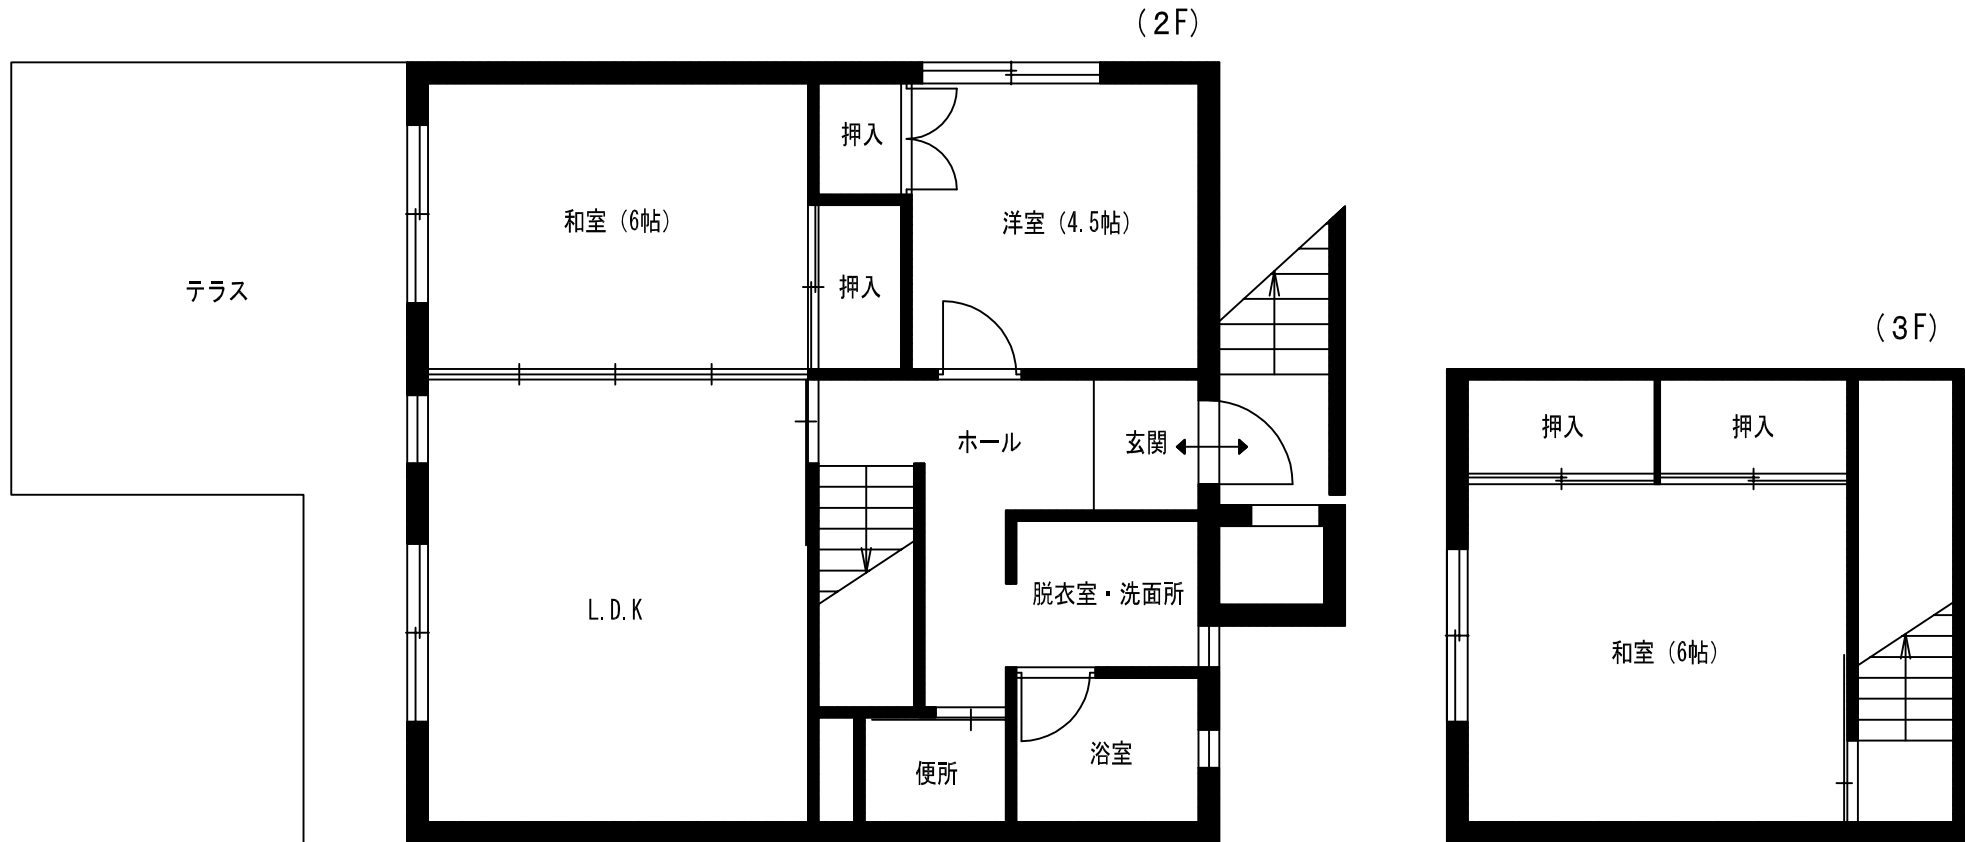 (2F)
押入
和室(6帖)
洋室(4.5帖)
テラス
押入
(3F)
ホール
玄関
押入
押入
L.D.K
脱衣室・洗面所
和室(6帖)
便所
浴室